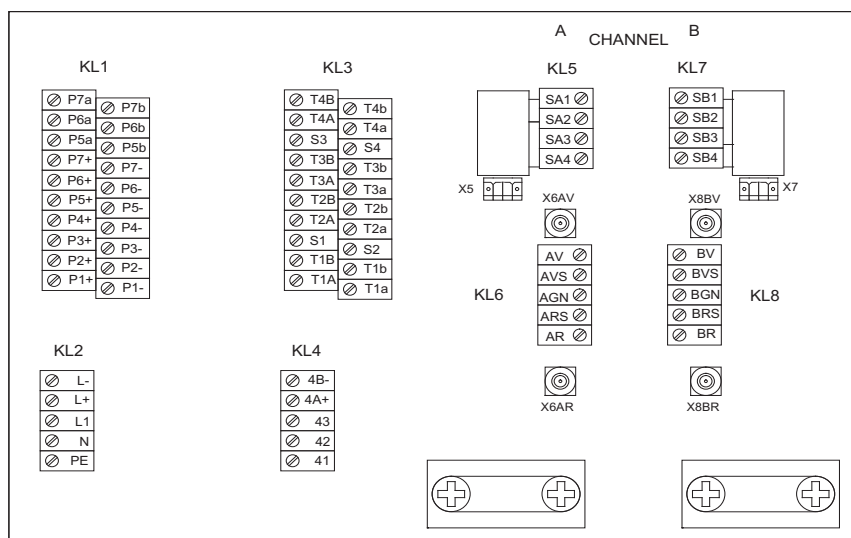 A B
CHANNEL
KL1 KL3 KL5 KL7
P7a
P7b
P6a
P6b
P5a
P5b
P7+
P7-
P6+
P6-
P5+
P5-
P4+
P4-
P3+
P3-
P2+
P2-
P1+
P1-
T4B
T4b
T4A
T4a
S3
S4
T3B
T3b
T3A
T3a
T2B
T2b
T2A
T2a
S1
S2
T1B
T1b
T1A
T1a
SA1
SA2
SA3
SA4
SB1
SB2
SB3
SB4
X5
X7
X6AV
X8BV
KL6
AV
AVS
AGN
ARS
AR
BV
BVS
BGN
BRS
BR
KL8
KL2
L-
L+
L1
N
PE
KL4
4B-
4A+
43
42
41
X6AR
X8BR